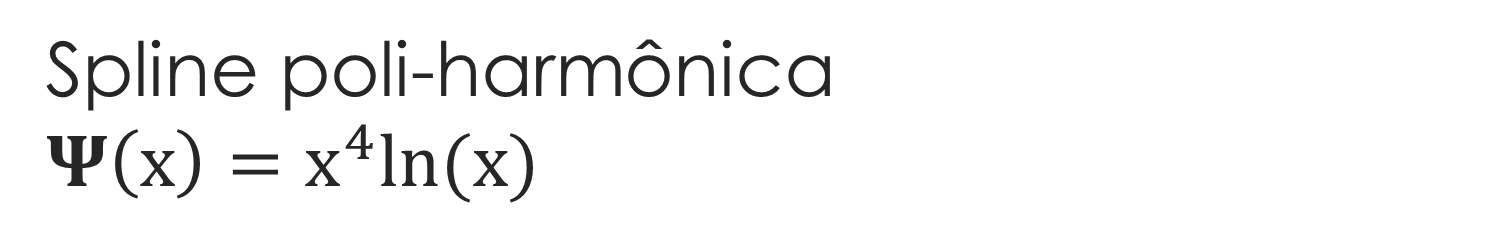 Spline poli-harmônica
𝚿(x) = x⁴ln(x)